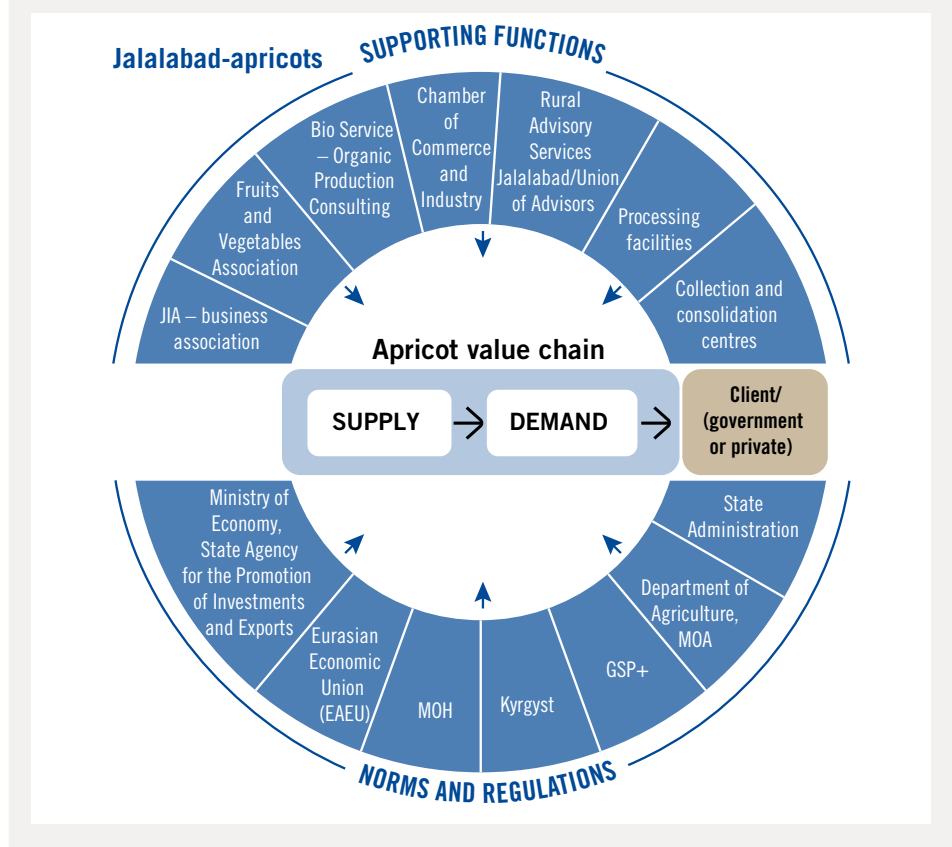 Jalalabad-apricots
SUPPORTING FUNCTIONS
JIA – business
association
Fruits
and
Vegetables
Association
Bio Service
– Organic
Production
Consulting
Chamber
of
Commerce
and
Industry
Rural
Advisory
Services
Jalalabad/Union
of Advisors
Processing
facilities
Collection and
consolidation
centres
Apricot value chain
SUPPLY
DEMAND
Client/
(government
or private)
Ministry of
Economy,
State Agency
for the Promotion
of Investments
and Exports
Eurasian
Economic
Union
(EAEU)
MOH
Kyrgyst
GSP+
Department of
Agriculture,
MOA
State
Administration
NORMS AND REGULATIONS